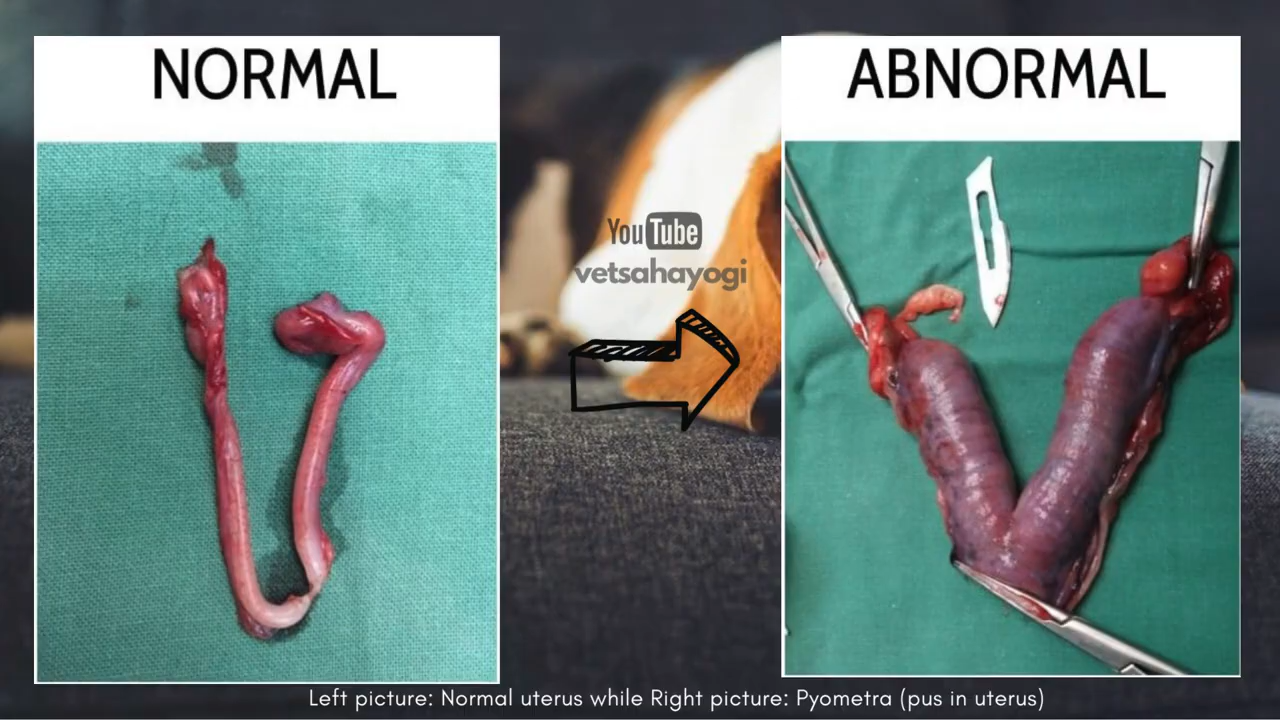 NORMAL
ABNORMAL
YouTube
vetsahayogi
Left picture: Normal uterus while Right picture: Pyometra (pus in uterus)